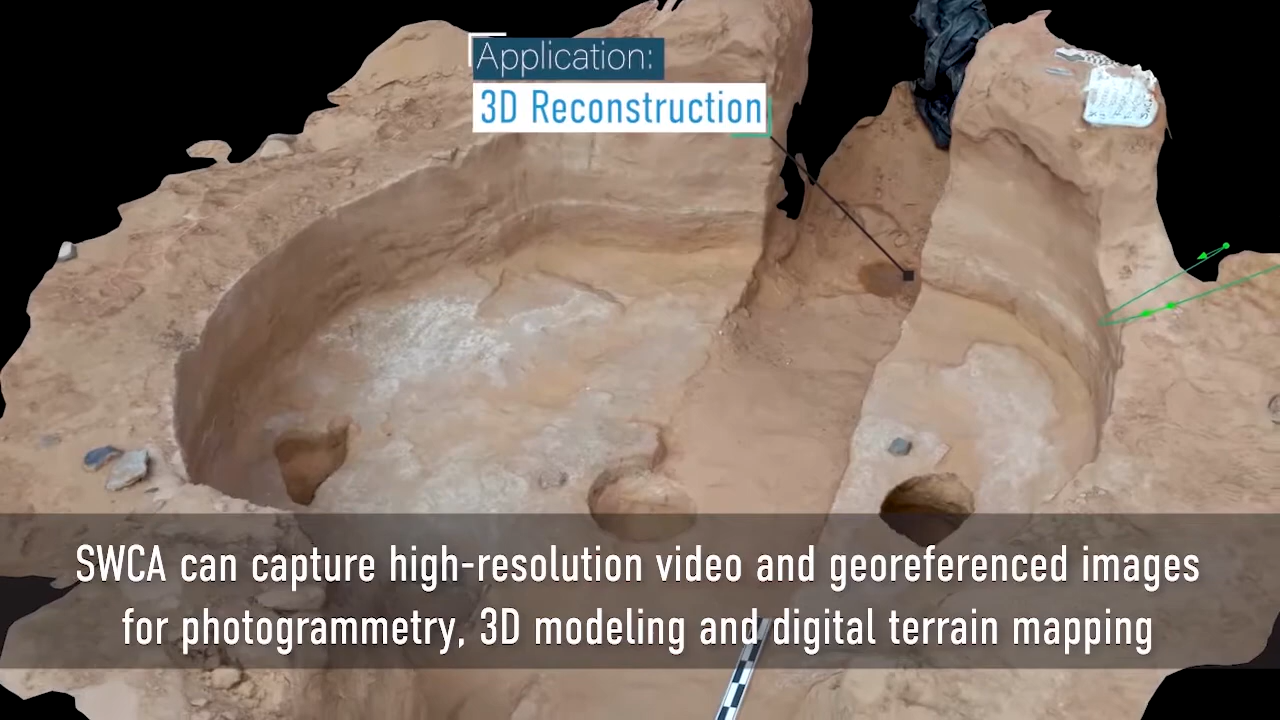 Application:
3D Reconstruction
SWCA can capture high-resolution video and georeferenced images
for photogrammetry, 3D modeling and digital terrain mapping